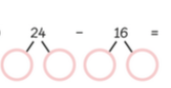 24 - 16 =